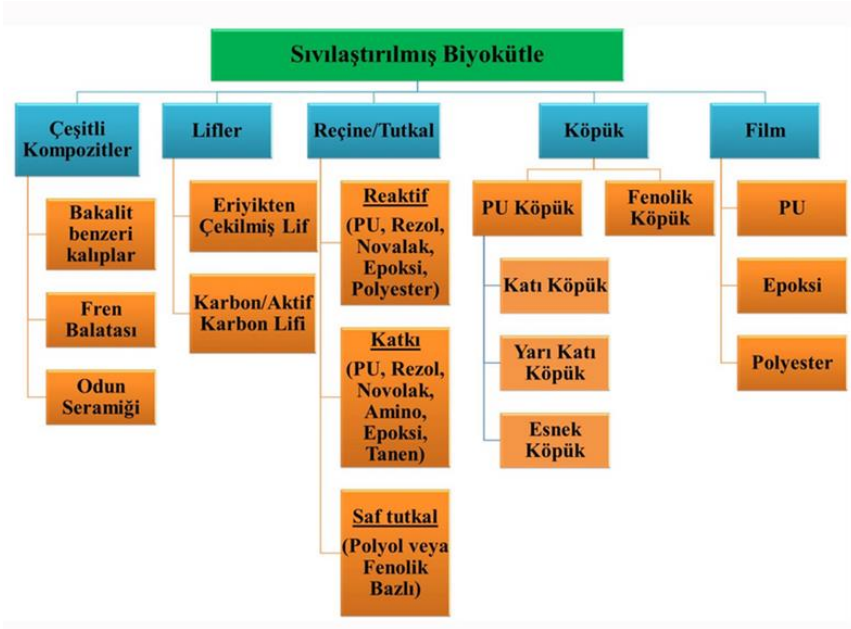 Sıvılaştırılmış Biyokütle
Çeşitli
Kompozitler
Bakalit
benzeri
kalıplar
Fren
Balatası
Odun
Seramiği
Lifler
Eriyikten
Çekilmiş Lif
Karbon/Aktif
Karbon Lifi
Reçine/Tutkal
Reaktif
(PU, Rezol,
Novalak,
Epoksi,
Polyester)
Katkı
(PU, Rezol,
Novolak,
Amino,
Epoksi,
Tanen)
Saf tutkal
(Polyol veya
Fenolik
Bazlı)
Köpük
PU Köpük
Katı Köpük
Yarı Katı
Köpük
Esnek
Köpük
Fenolik
Köpük
Film
PU
Epoksi
Polyester